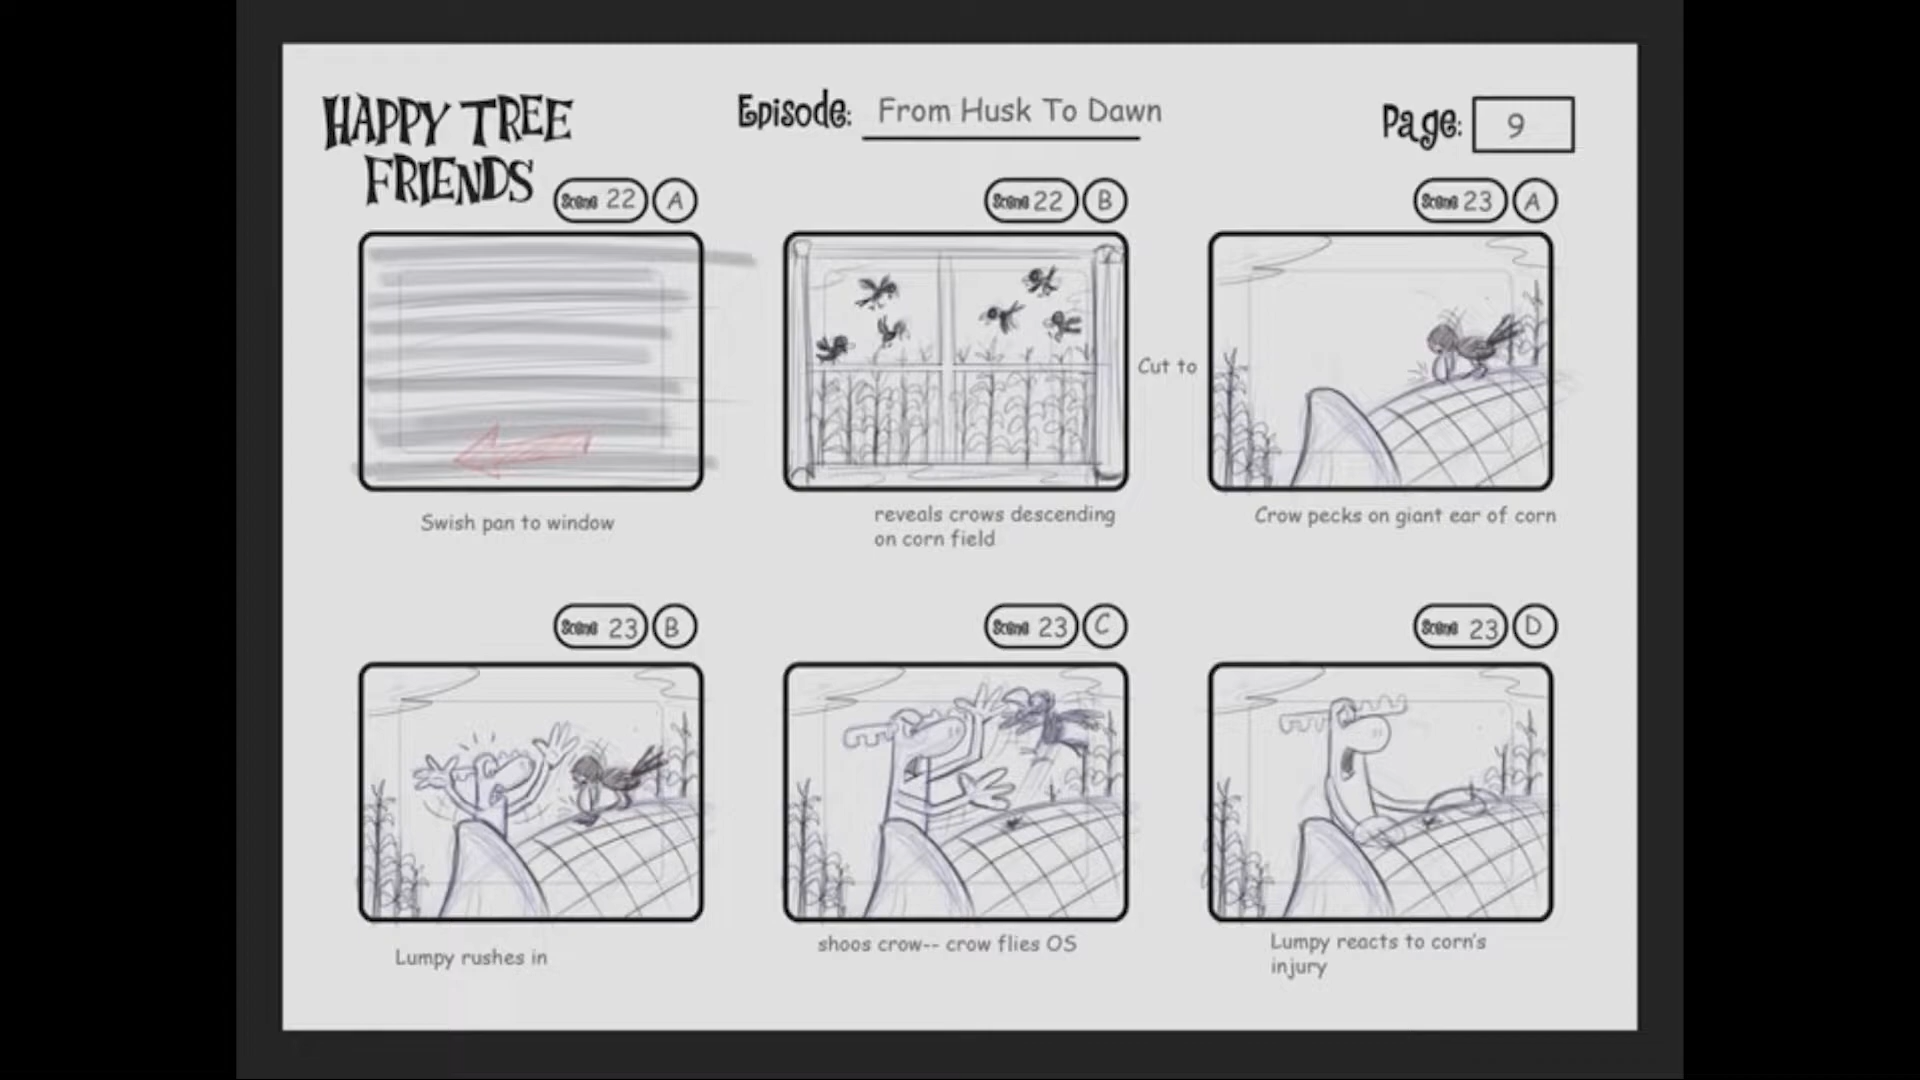 HAPPY TREE
FRIENDS
Episode: From Husk To Dawn
Page: 9
Scene 22 A
Scene 22 B
Scene 23 A
Cut to
Swish pan to window
reveals crows descending
on corn field
Crow pecks on giant ear of corn
Scene 23 B
Scene 23 C
Scene 23 D
Lumpy rushes in
shoos crow-- crow flies OS
Lumpy reacts to corn's
injury